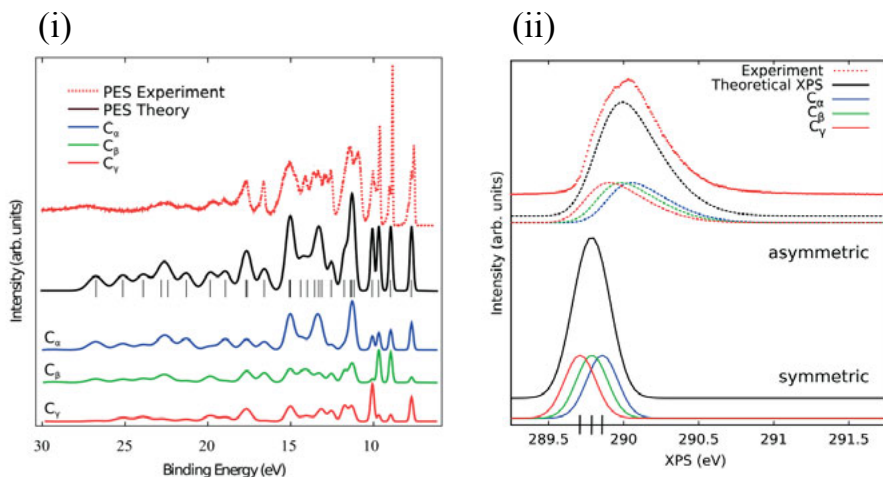 (i)
PES Experiment
PES Theory
Cα
Cβ
Cγ
Intensity (arb. units)
Cα
Cβ
Cγ
30 25 20 15 10
Binding Energy (eV)
(ii)
Experiment
Theoretical XPS
Cα
Cβ
Cγ
Intensity (arb. units)
asymmetric
symmetric
289.5 290 290.5 291 291.5
XPS (eV)